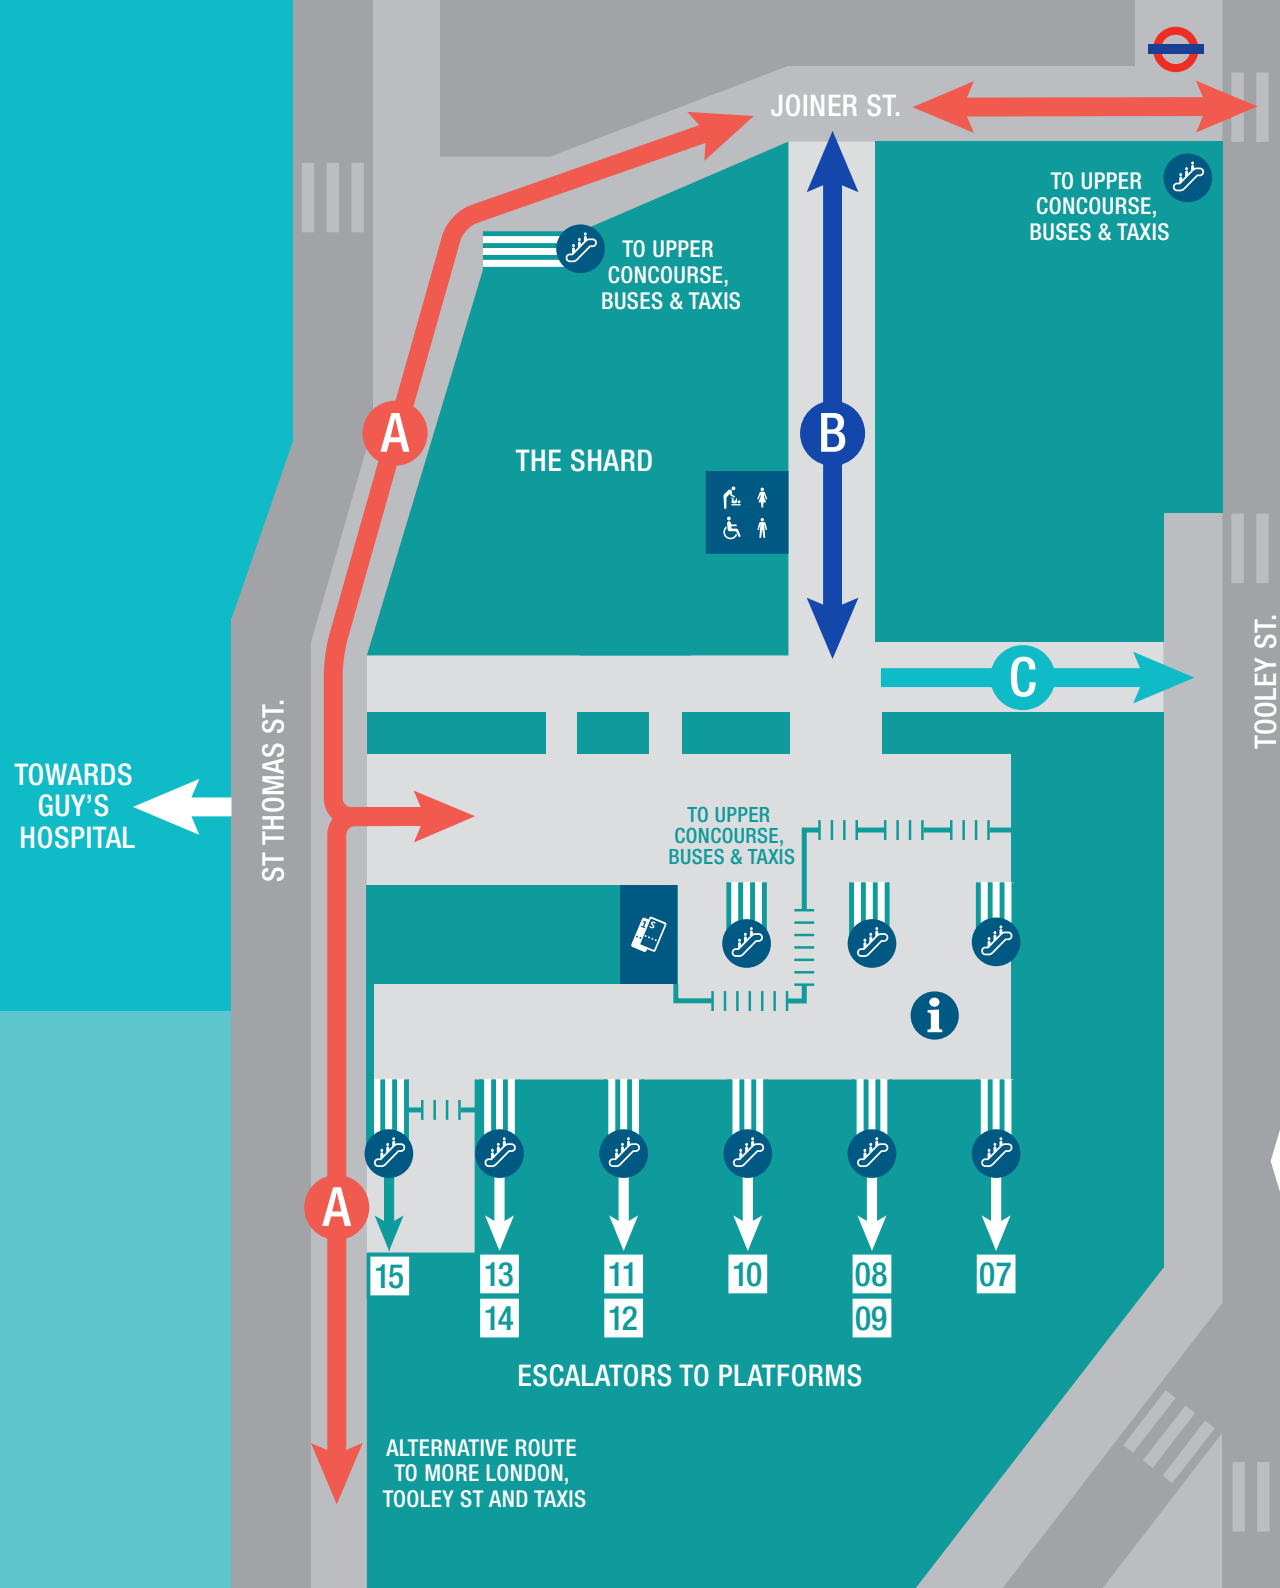 JOINER ST.
TO UPPER
CONCOURSE,
BUSES & TAXIS
TO UPPER
CONCOURSE,
BUSES & TAXIS
A
B
THE SHARD
C
TOOLEY ST.
ST THOMAS ST.
TOWARDS
GUY'S
HOSPITAL
TO UPPER
CONCOURSE,
BUSES & TAXIS
i
A
15
13
11
10
08
07
14
12
09
ESCALATORS TO PLATFORMS
ALTERNATIVE ROUTE
TO MORE LONDON,
TOOLEY ST AND TAXIS